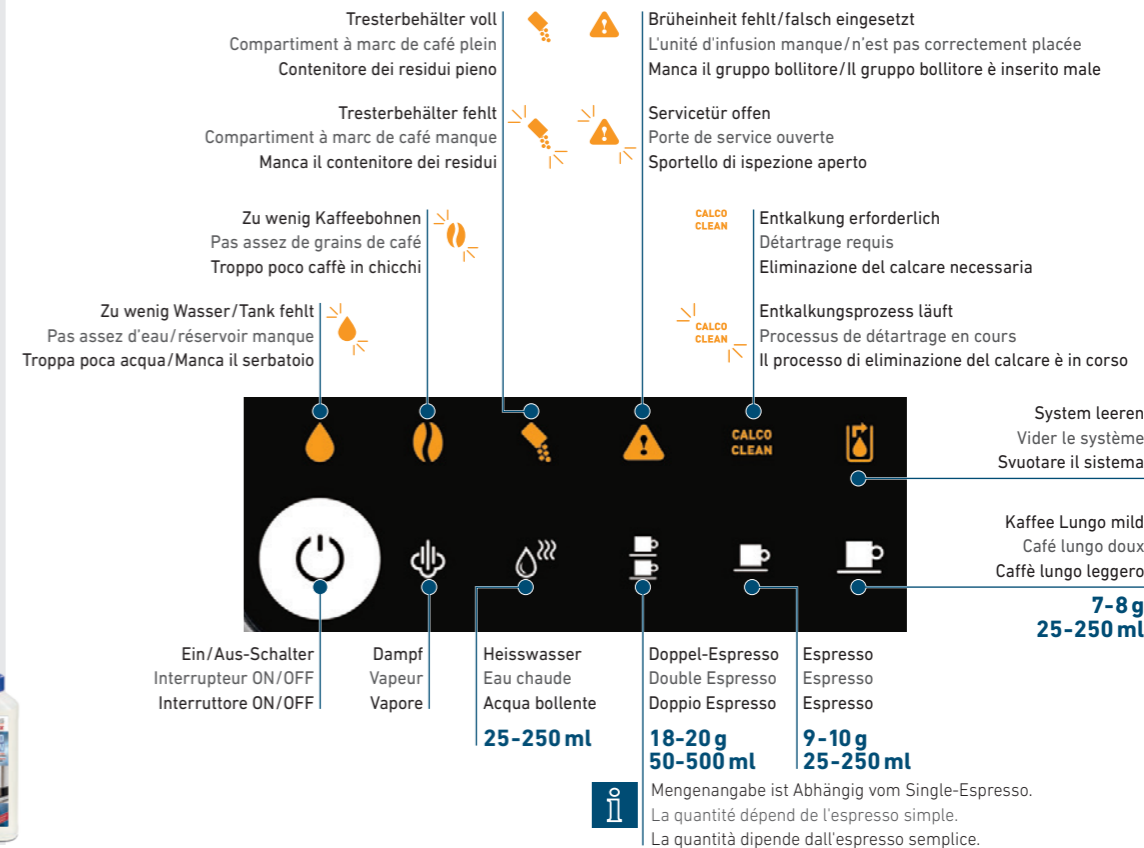 Tresterbehälter voll
Compartiment à marc de café plein
Contenitore dei residui pieno
Brüheinheit fehlt/falsch eingesetzt
L'unité d'infusion manque/n'est pas correctement placée
Manca il gruppo bollitore/Il gruppo bollitore è inserito male
Tresterbehälter fehlt
Compartiment à marc de café manque
Manca il contenitore dei residui
Servicetür offen
Porte de service ouverte
Sportello di ispezione aperto
Zu wenig Kaffeebohnen
Pas assez de grains de café
Troppo poco caffè in chicchi
CALCO
CLEAN
Entkalkung erforderlich
Détartrage requis
Eliminazione del calcare necessaria
Zu wenig Wasser/Tank fehlt
Pas assez d'eau/réservoir manque
Troppa poca acqua/Manca il serbatoio
CALCO
CLEAN
Entkalkungsprozess läuft
Processus de détartrage en cours
Il processo di eliminazione del calcare è in corso
CALCO
CLEAN
System leeren
Vider le système
Svuotare il sistema
Kaffee Lungo mild
Café lungo doux
Caffè lungo leggero
7-8 g
25-250 ml
Ein/Aus-Schalter
Interrupteur ON/OFF
Interruttore ON/OFF
Dampf
Vapeur
Vapore
Heisswasser
Eau chaude
Acqua bollente
25-250 ml
Doppel-Espresso
Double Espresso
Doppio Espresso
18-20 g
50-500 ml
Espresso
Espresso
Espresso
9-10 g
25-250 ml
Mengenangabe ist Abhängig vom Single-Espresso.
La quantité dépend de l'espresso simple.
La quantità dipende dall'espresso semplice.